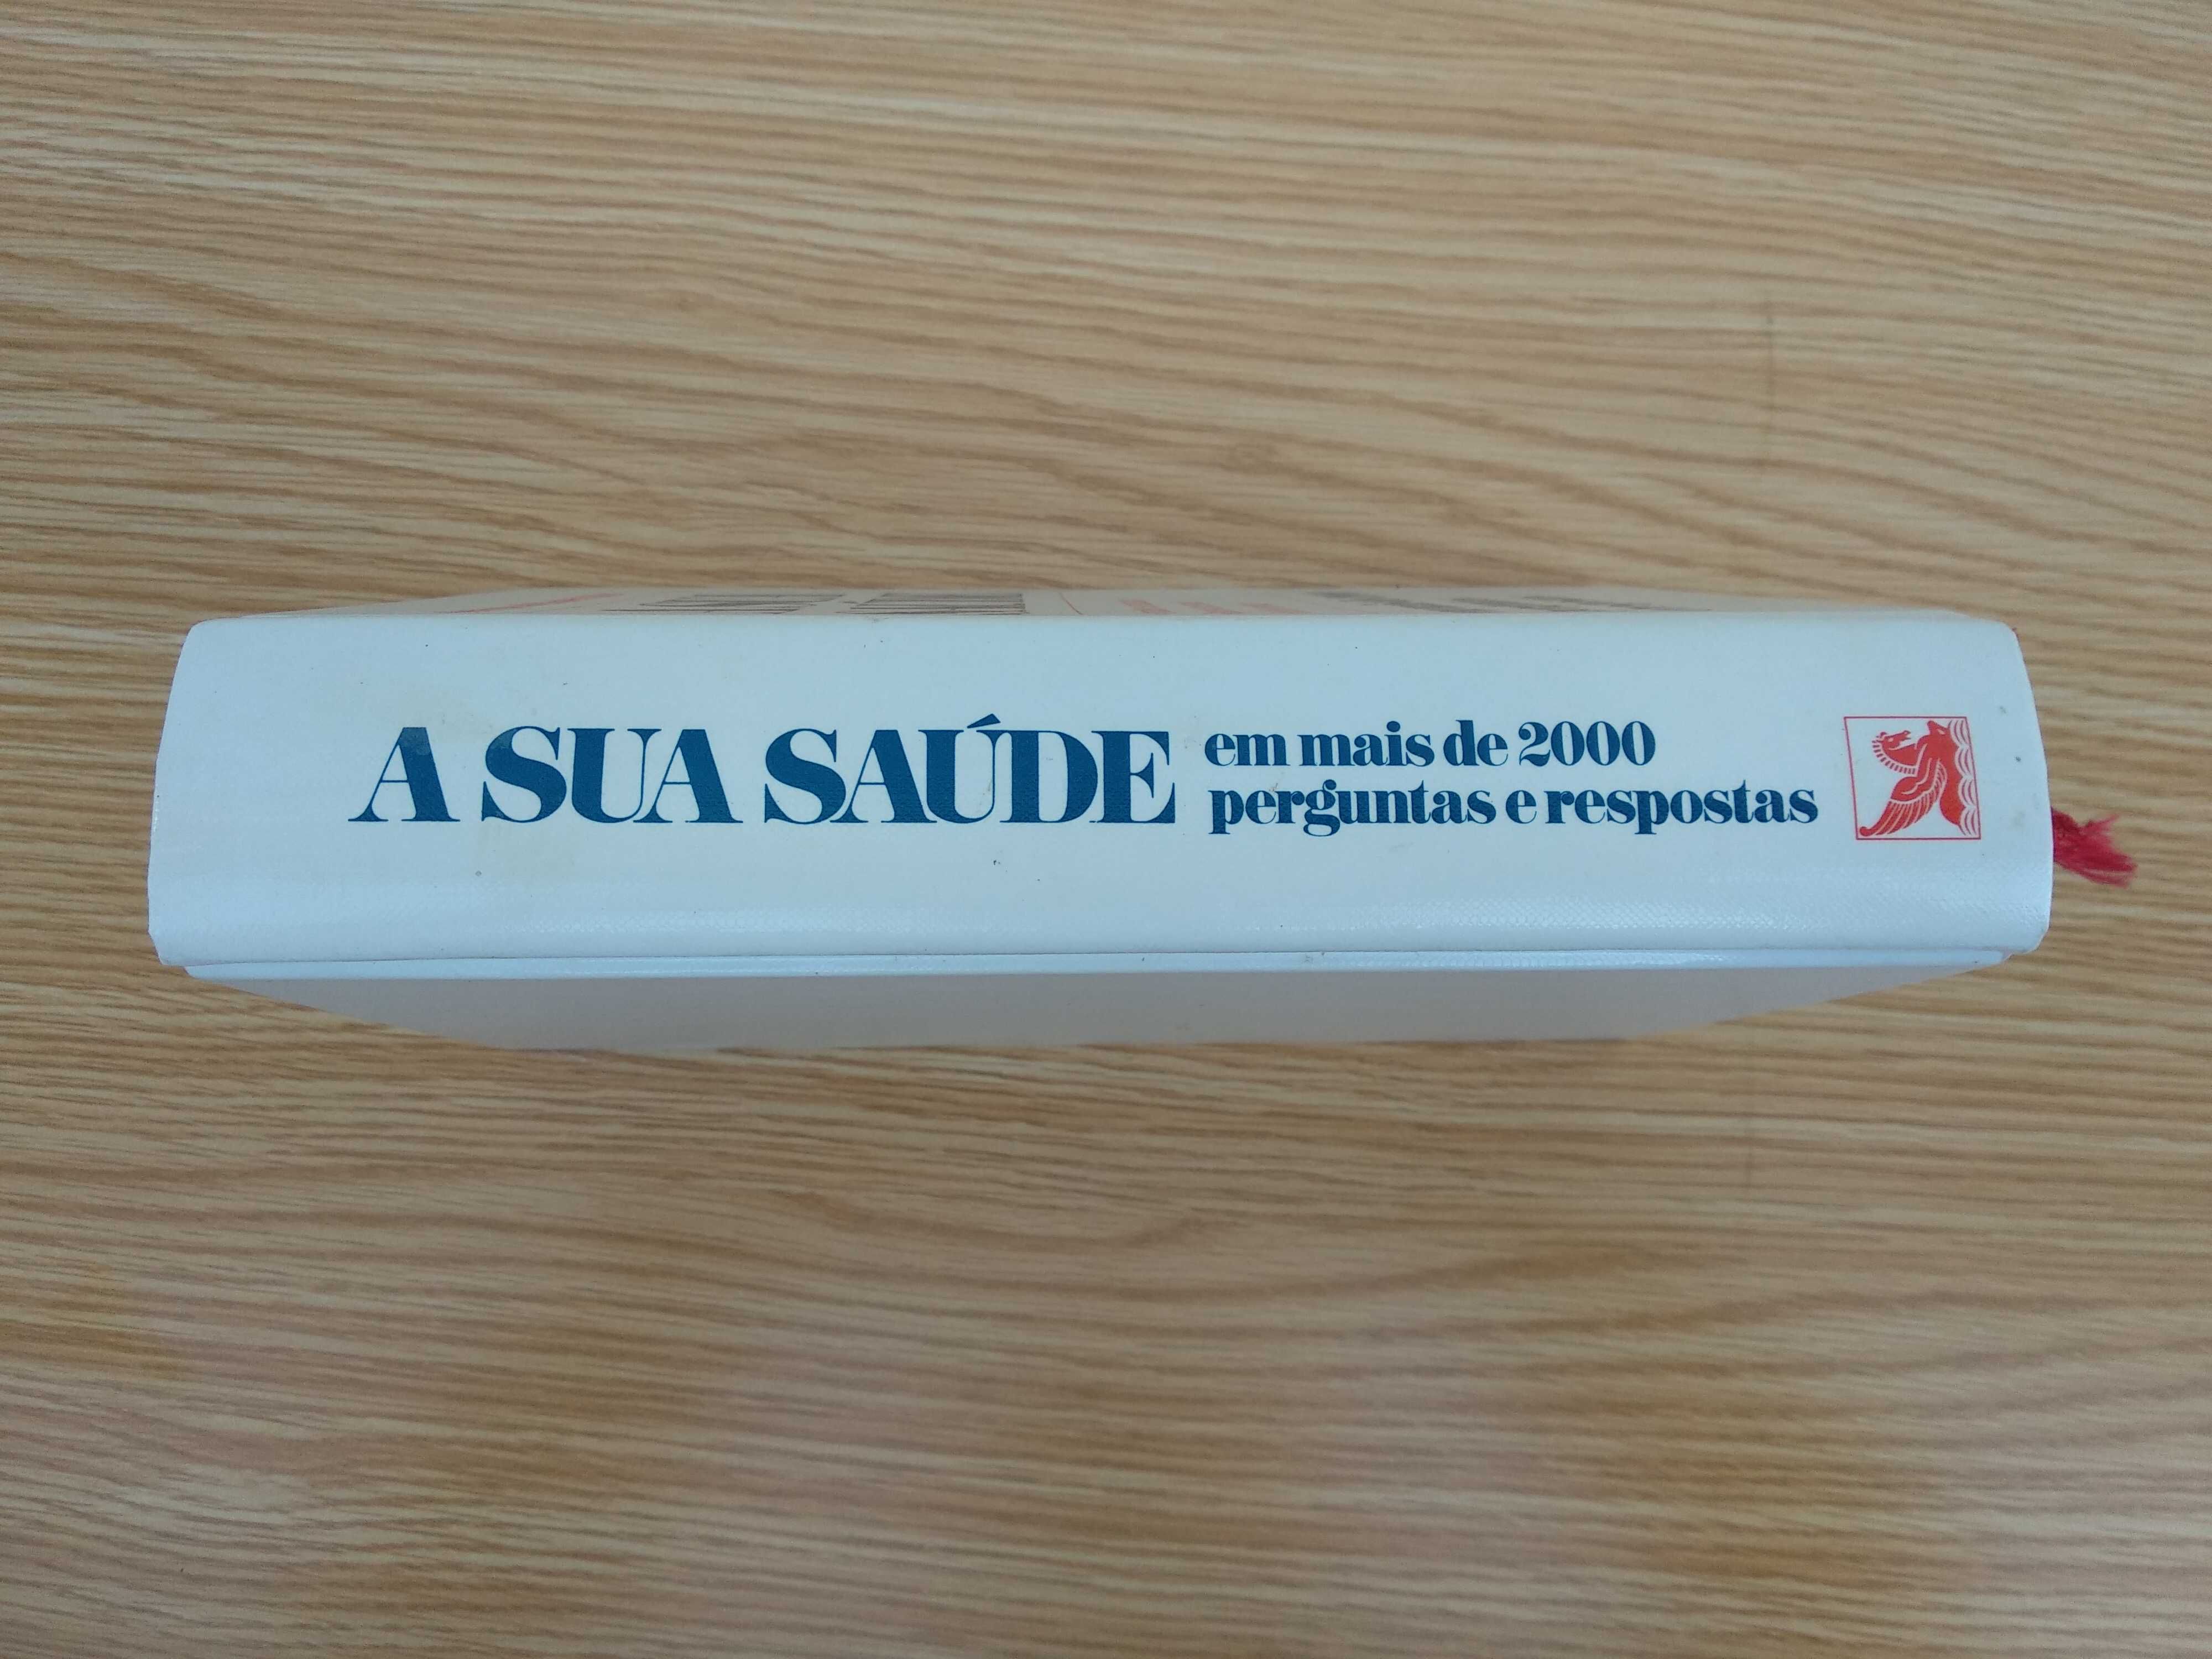 A SUA SAÚDE
em mais de 2000
perguntas e respostas